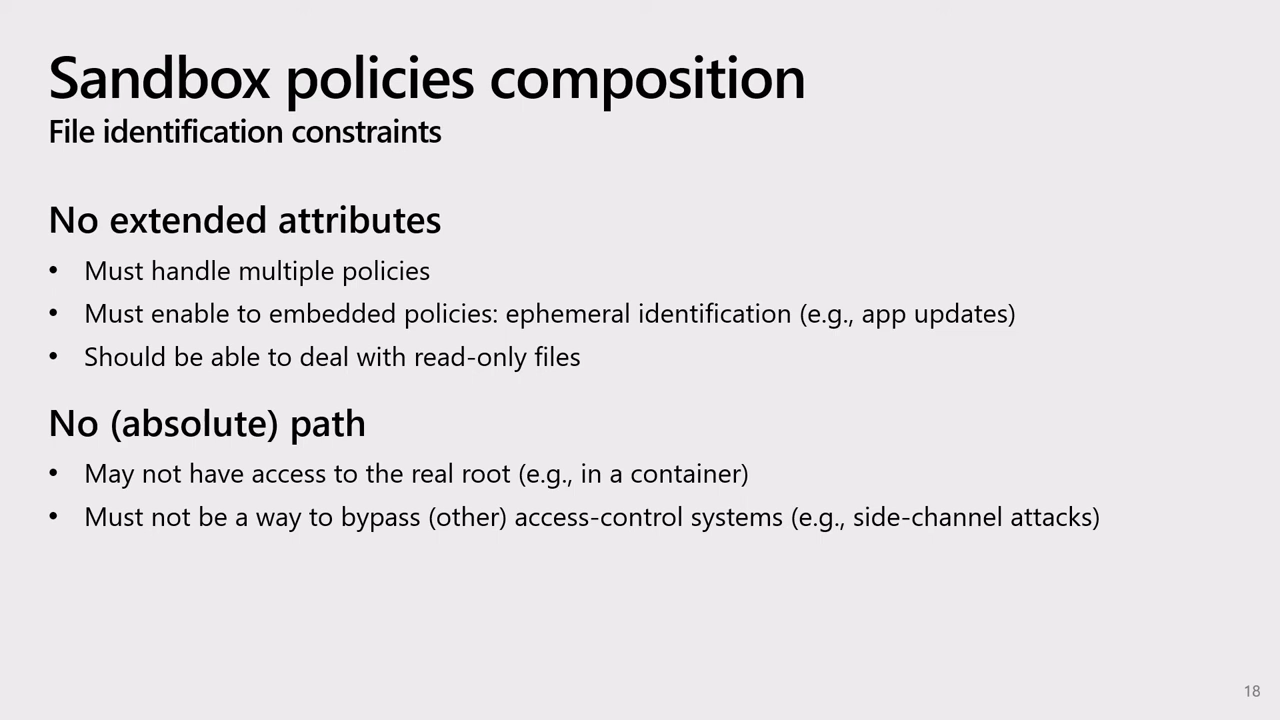 Sandbox policies composition
File identification constraints
No extended attributes
• Must handle multiple policies
• Must enable to embedded policies: ephemeral identification (e.g., app updates)
• Should be able to deal with read-only files
No (absolute) path
• May not have access to the real root (e.g., in a container)
• Must not be a way to bypass (other) access-control systems (e.g., side-channel attacks)
18